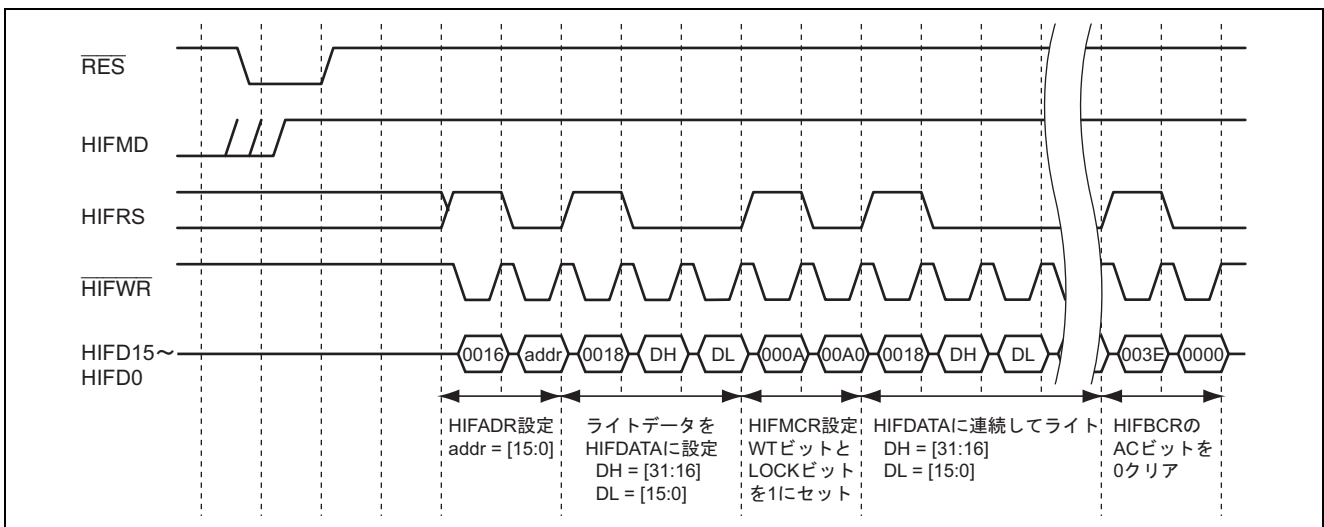 RES
HIFMD
HIFRS
HIFWR
HIFD15～
HIFD0
0016 addr 0018 DH DL 000A 00A0 0018 DH DL 003E 0000
HIFADR設定
addr = [15:0]
ライトデータを
HIFDATAに設定
DH = [31:16]
DL = [15:0]
HIFMCR設定
WTビットと
LOCKビット
を1にセット
HIFDATAに連続してライト
DH = [31:16]
DL = [15:0]
HIFBCRの
ACビットを
0クリア